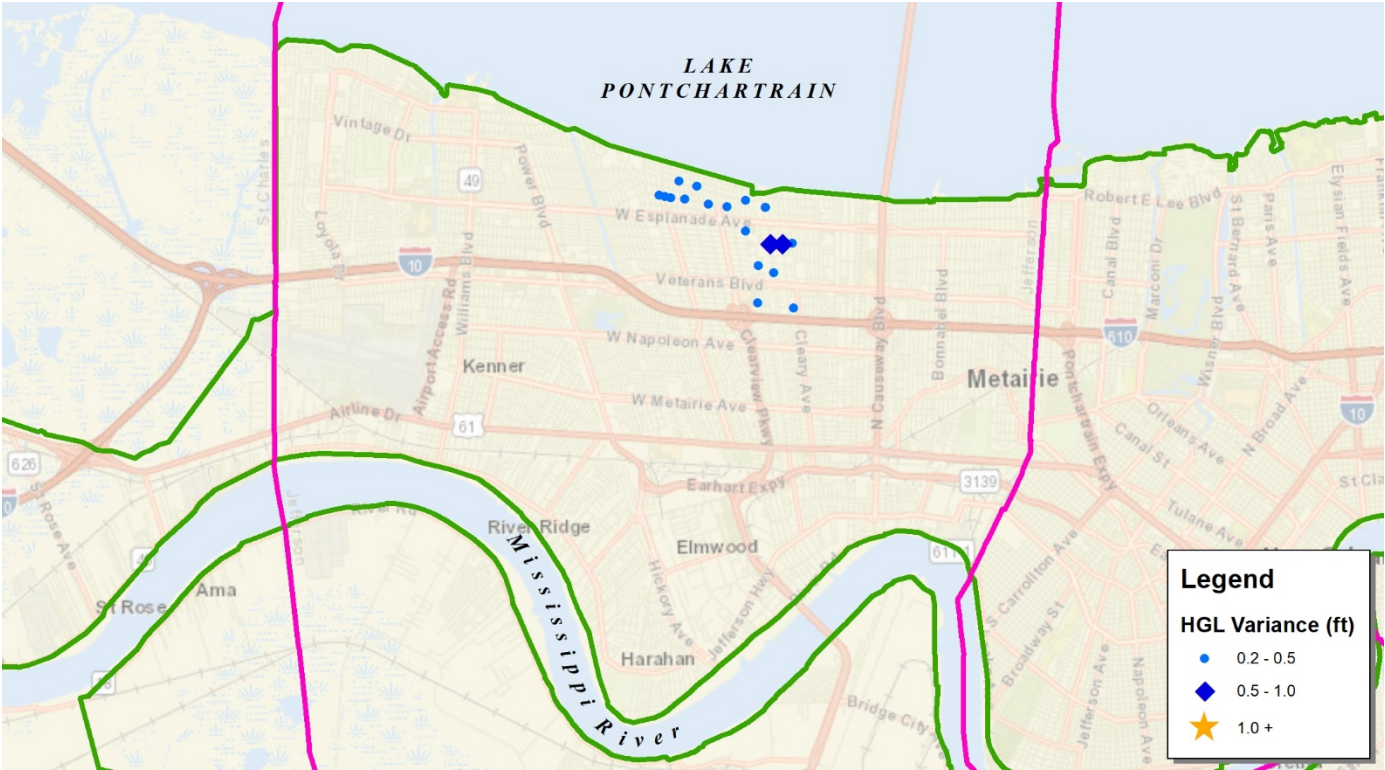 LAKE
PONTCHARTRAIN
Vintage Dr
St Charles
49
Power Blvd
Loyola Dr
W Esplanade Ave
Robert E Lee Blvd
Canal Blvd
Marconi Dr
St Bernard Ave
Paris Ave
Elysian Fields Ave
Jefferson
10
Williams Blvd
Airport Access Rd
Veterans Blvd
Bonnabel Blvd
N Causeway Blvd
610
Wisner Blvd
W Napoleon Ave
Cleary Ave
Clearview Pkwy
Kenner
Metairie
Pontchartrain Expy
W Metairie Ave
Airline Dr
61
Orleans Ave
N Broad Ave
10
Canal St
626
St Rose Ave
Earhart Expy
3139
Tulane Ave
Jefferson
River Rd
River Ridge
Elmwood
Hickory Ave
Jefferson Hwy
Rd
S Carrollton Ave
Broadway St
48
Ama
St Rose
Mississippi River
Harahan
Bridge City Ave
Jefferson Ave
Napoleon Ave
Legend
HGL Variance (ft)
0.2 - 0.5
0.5 - 1.0
1.0 +